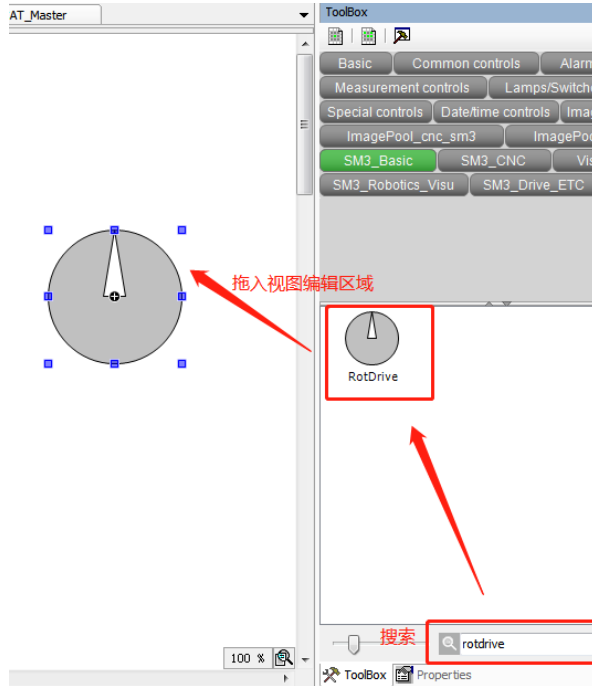 AT_Master
ToolBox
Basic Common controls Alarm
Measurement controls Lamps/Switche
Special controls Date/time controls Imag
ImagePool_cnc_sm3 ImagePoo
SM3_Basic SM3_CNC Vis
SM3_Robotics_Visu SM3_Drive_ETC
拖入视图编辑区域
RotDrive
搜索
rotdrive
100 %
ToolBox Properties